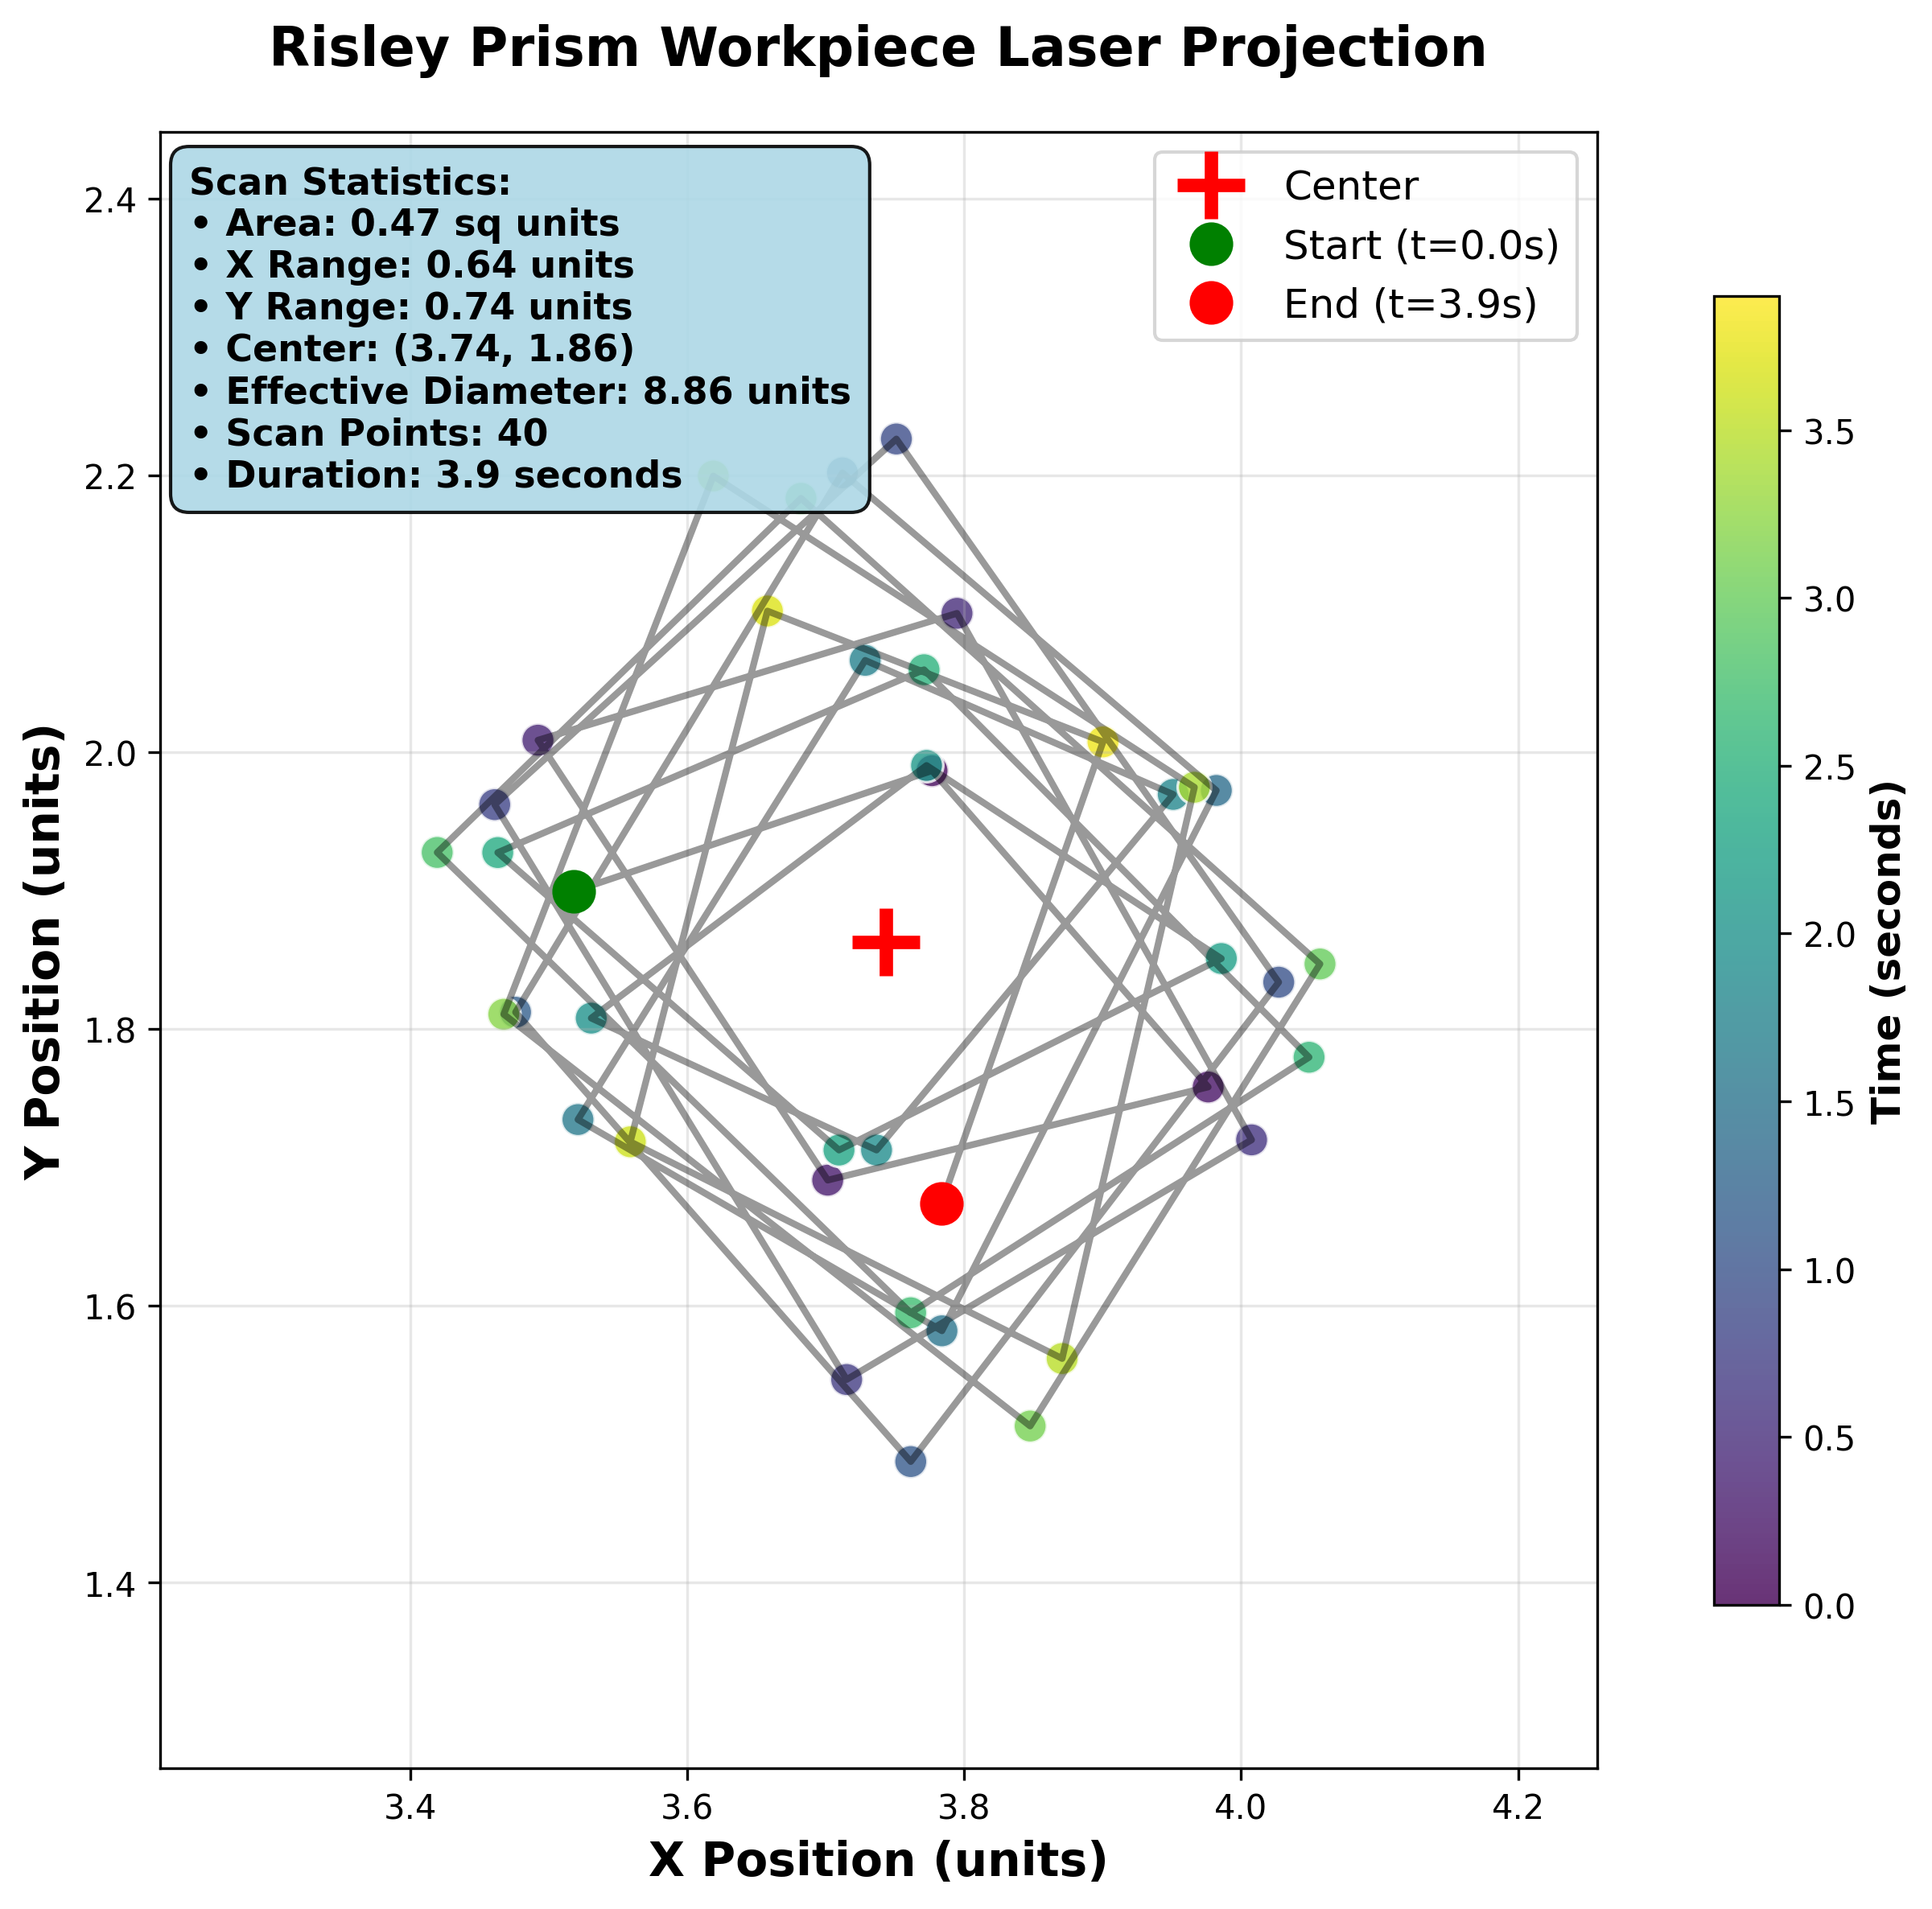 Risley Prism Workpiece Laser Projection
Scan Statistics:
• Area: 0.47 sq units
• X Range: 0.64 units
• Y Range: 0.74 units
• Center: (3.74, 1.86)
• Effective Diameter: 8.86 units
• Scan Points: 40
• Duration: 3.9 seconds
Center
Start (t=0.0s)
End (t=3.9s)
2.4
2.2
2.0
1.8
1.6
1.4
Y Position (units)
3.4
3.6
3.8
4.0
4.2
X Position (units)
3.5
3.0
2.5
2.0
1.5
1.0
0.5
0.0
Time (seconds)